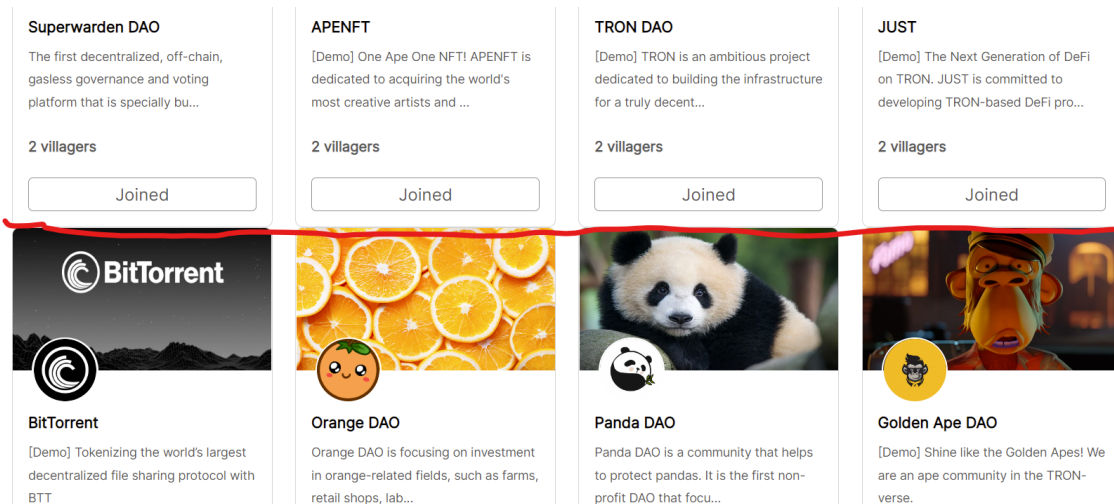 Superwarden DAO
The first decentralized, off-chain,
gasless governance and voting
platform that is specially bu...
2 villagers
Joined
APENFT
[Demo] One Ape One NFT! APENFT is
dedicated to acquiring the world's
most creative artists and ...
2 villagers
Joined
TRON DAO
[Demo] TRON is an ambitious project
dedicated to building the infrastructure
for a truly decent...
2 villagers
Joined
JUST
[Demo] The Next Generation of DeFi
on TRON. JUST is committed to
developing TRON-based DeFi pro...
2 villagers
Joined
BitTorrent
BitTorrent
[Demo] Tokenizing the world's largest
decentralized file sharing protocol with
BTT
Orange DAO
Orange DAO is focusing on investment
in orange-related fields, such as farms,
retail shops, lab...
Panda DAO
Panda DAO is a community that helps
to protect pandas. It is the first non-
profit DAO that focu...
Golden Ape DAO
[Demo] Shine like the Golden Apes! We
are an ape community in the TRON-
verse.